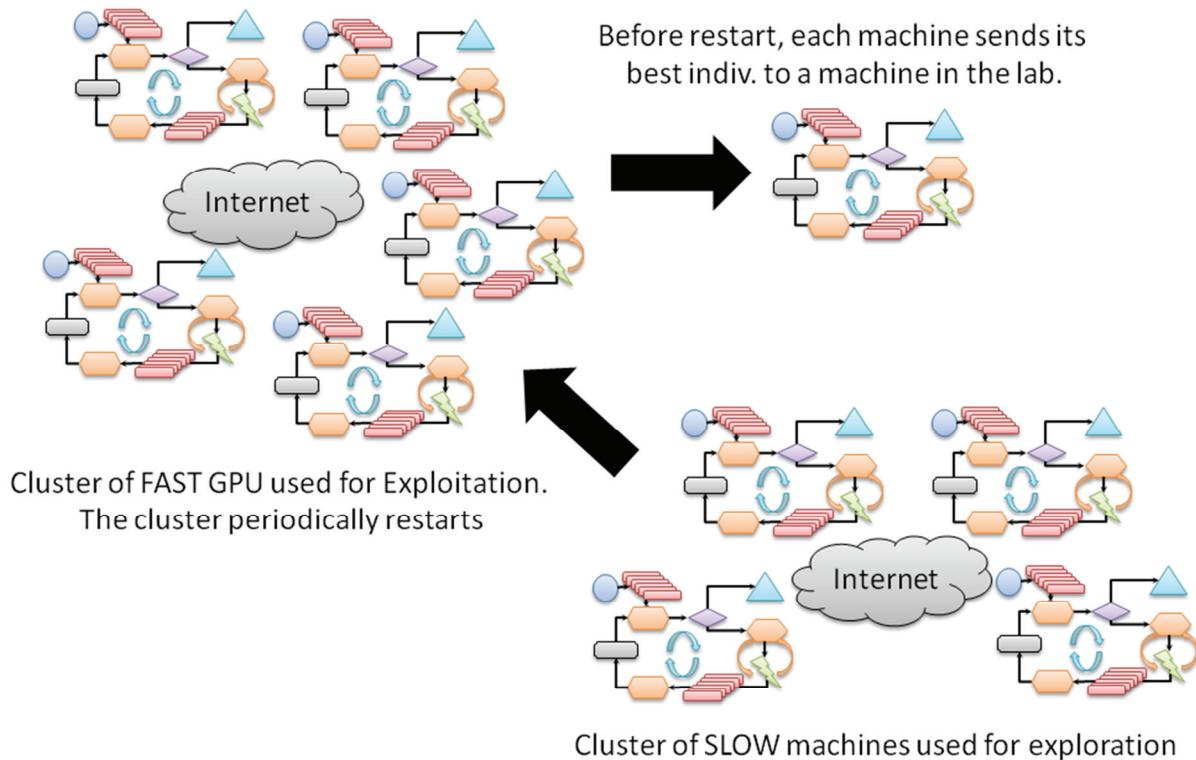 Before restart, each machine sends its
best indiv. to a machine in the lab.
Internet
Cluster of FAST GPU used for Exploitation.
The cluster periodically restarts
Internet
Cluster of SLOW machines used for exploration